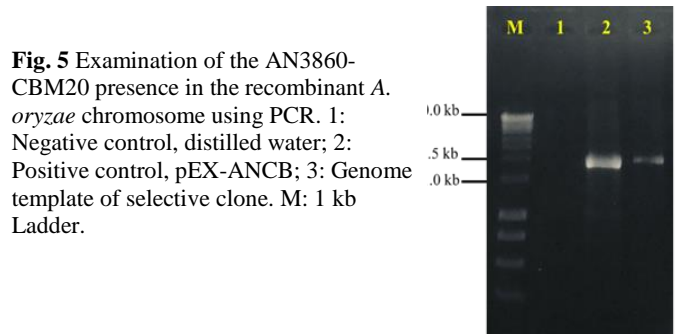 Fig. 5 Examination of the AN3860-
CBM20 presence in the recombinant A.
oryzae chromosome using PCR. 1:
Negative control, distilled water; 2:
Positive control, pEX-ANCB; 3: Genome
template of selective clone. M: 1 kb
Ladder.
M 1 2 3
.0 kb
.5 kb
.0 kb